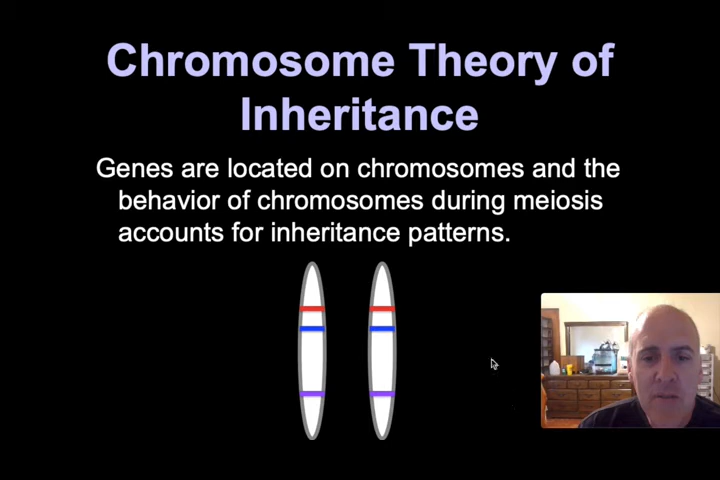 Chromosome Theory of
Inheritance
Genes are located on chromosomes and the
behavior of chromosomes during meiosis
accounts for inheritance patterns.